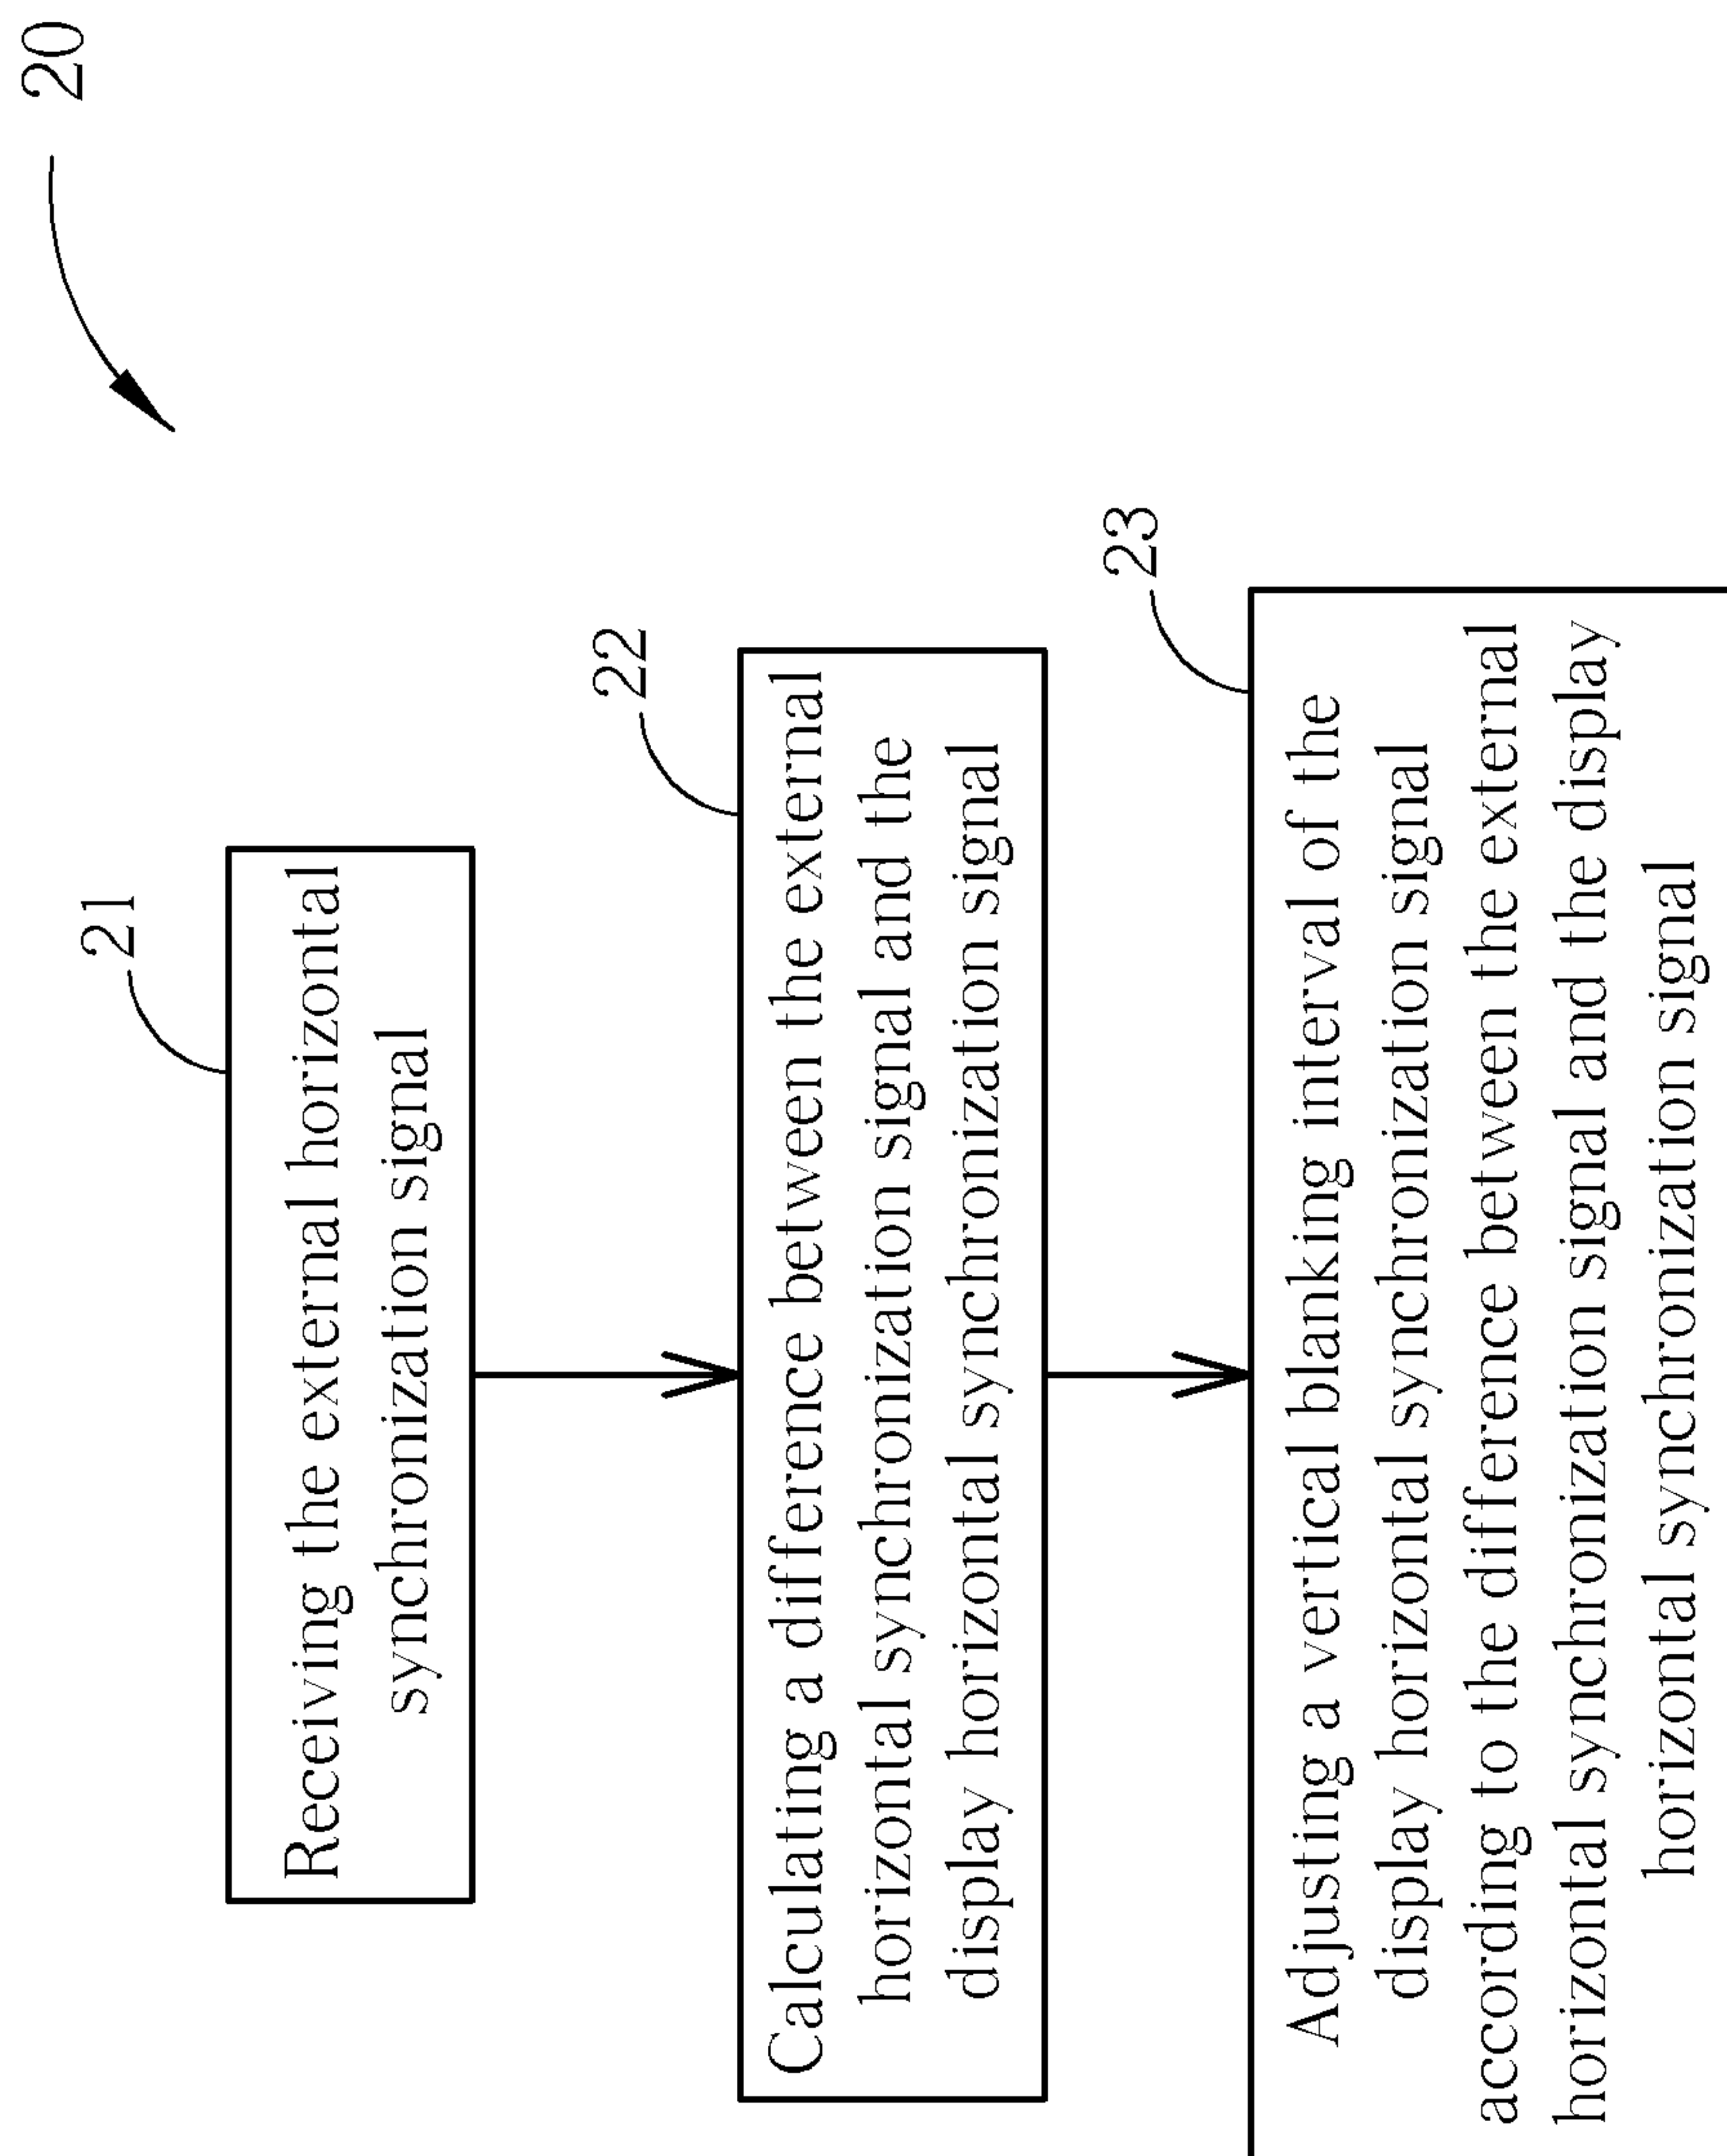 20
21
Receiving the external horizontal
synchronization signal
22
Calculating a difference between the external
horizontal synchronization signal and the
display horizontal synchronization signal
23
Adjusting a vertical blanking interval of the
display horizontal synchronization signal
according to the difference between the external
horizontal synchronization signal and the display
horizontal synchronization signal